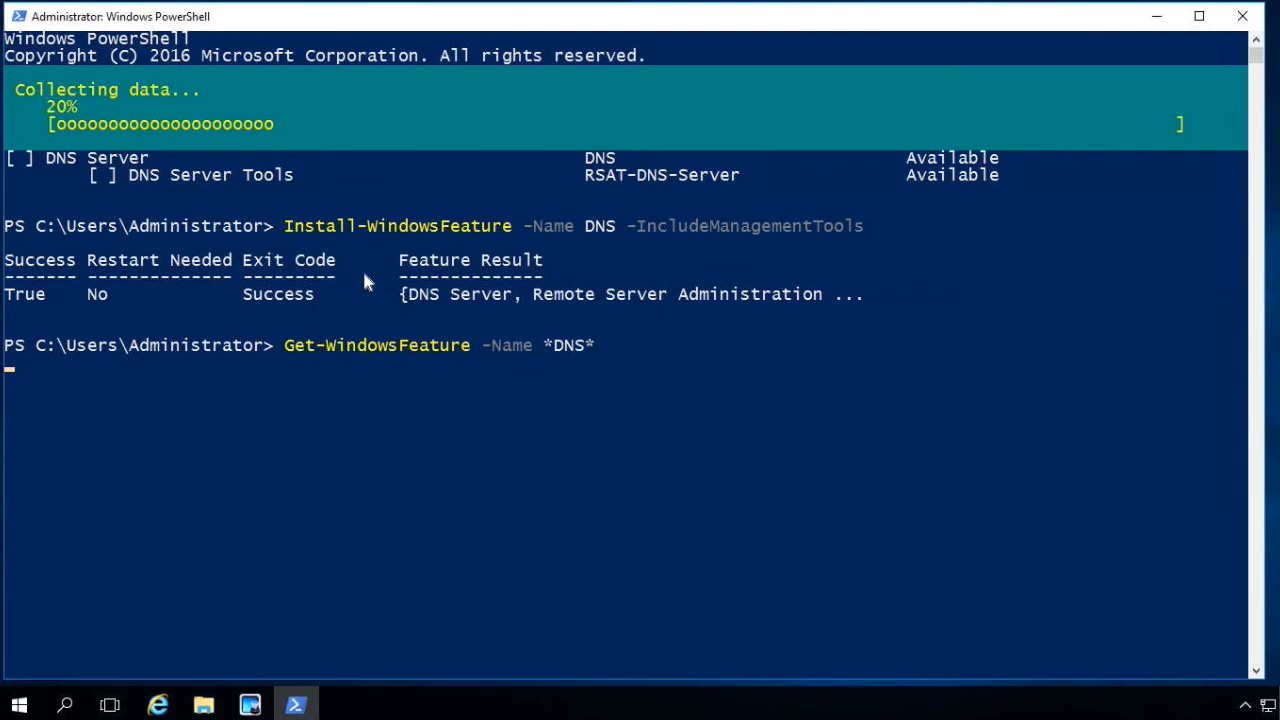 Administrator: Windows PowerShell
Windows PowerShell
Copyright (C) 2016 Microsoft Corporation. All rights reserved.
Collecting data...
20%
[ooooooooooooooooooooo ]
[ ] DNS Server DNS Available
[ ] DNS Server Tools RSAT-DNS-Server Available
PS C:\Users\Administrator> Install-WindowsFeature -Name DNS -IncludeManagementTools
Success Restart Needed Exit Code Feature Result
------- -------------- --------- --------------
True No Success {DNS Server, Remote Server Administration ...
PS C:\Users\Administrator> Get-WindowsFeature -Name *DNS*